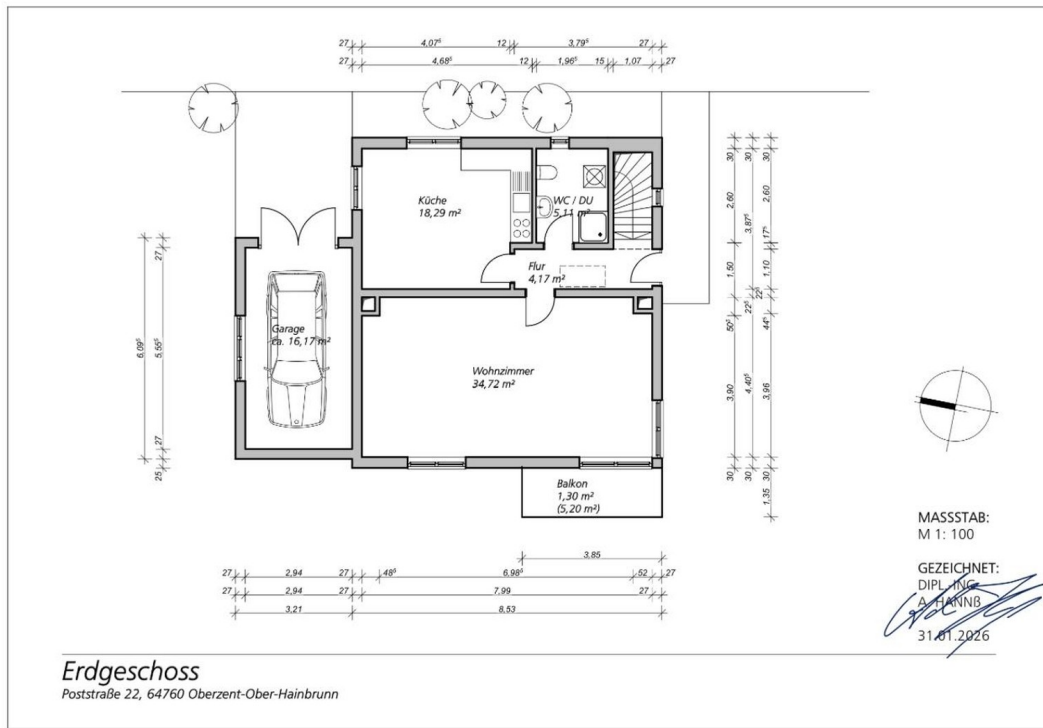 27 4,07⁵ 12 3,79⁵ 27
27 4,68⁵ 12 1,96⁵ 15 1,07 27
Küche
18,29 m²
WC / DU
5,11 m²
Flur
4,17 m²
Garage
ca. 16,17 m²
Wohnzimmer
34,72 m²
Balkon
1,30 m²
(5,20 m²)
6,09⁵
25
27
5,55⁵
27
30
2,60
1,50
50⁵
3,90
30
30
3,87⁵
22⁵
4,40⁵
30
30
2,60
17⁵
1,10
22⁵
44⁵
3,96
30
1,35
3,85
27 2,94 27 48⁵ 6,98⁵ 52 27
27 2,94 27 7,99 27
3,21 8,53
MASSSTAB:
M 1: 100
GEZEICHNET:
DIPL.-ING
A. HANNß
31.01.2026
Erdgeschoss
Poststraße 22, 64760 Oberzent-Ober-Hainbrunn